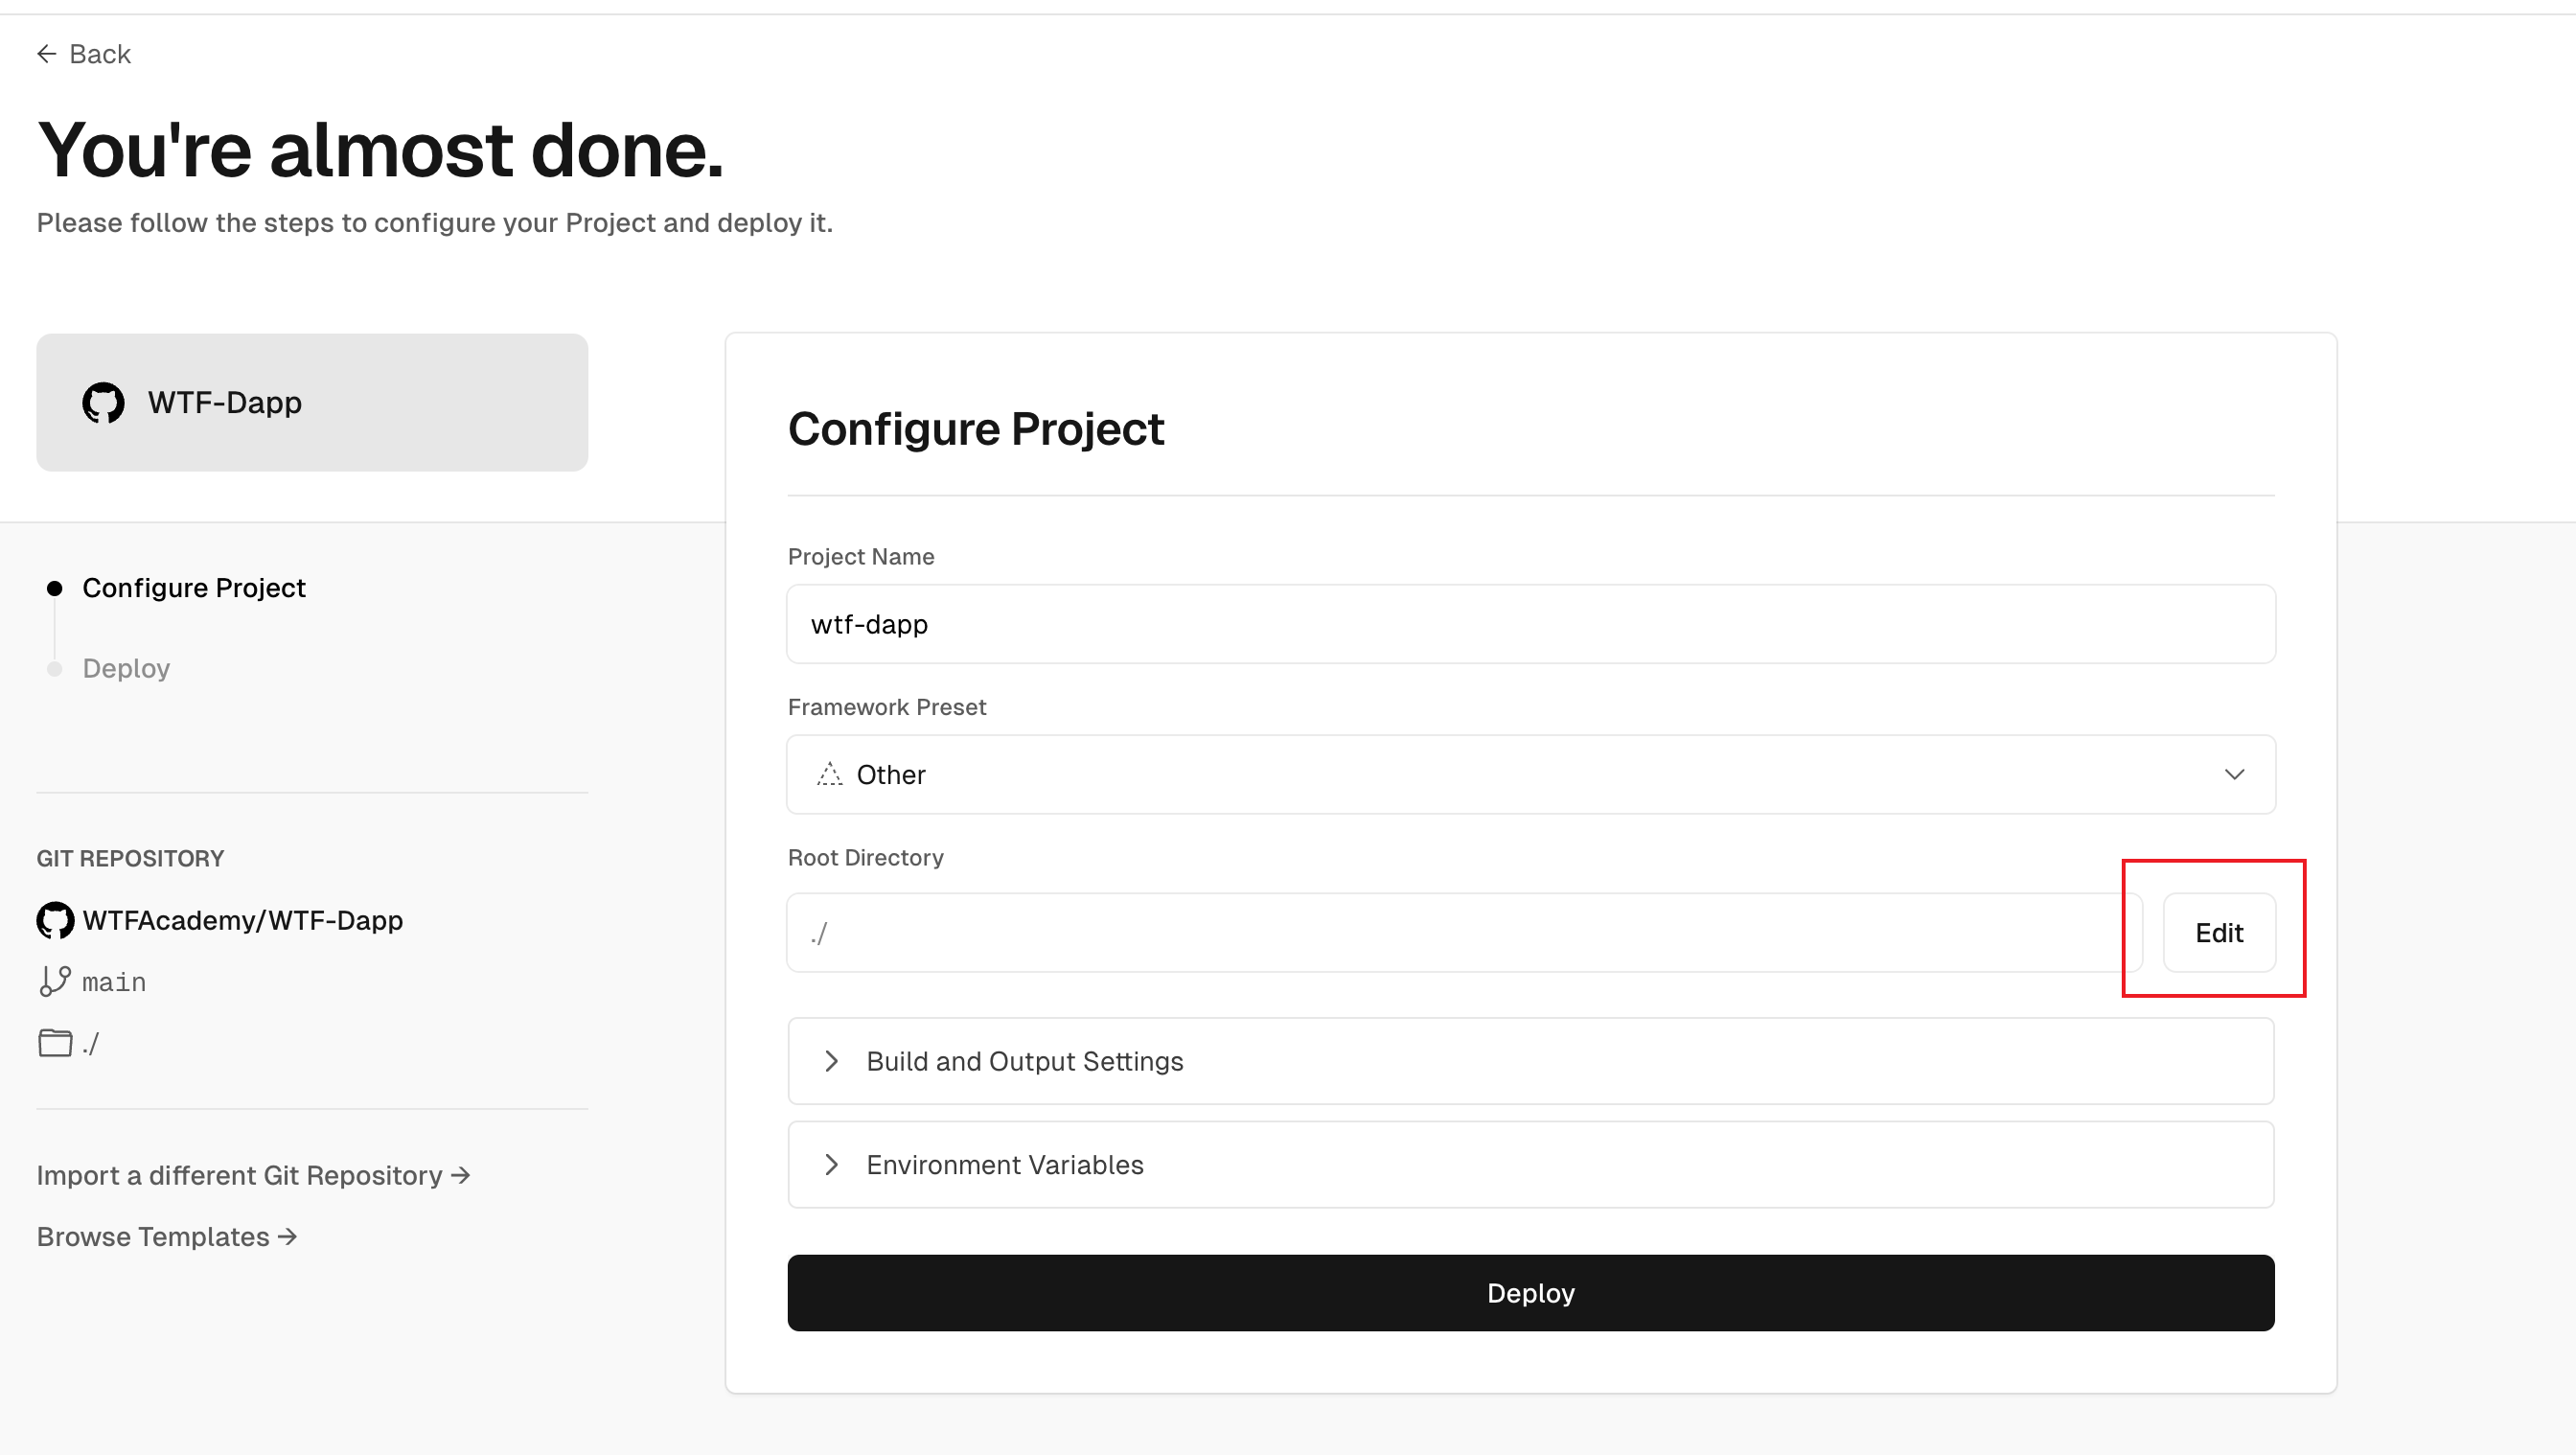 Back
You're almost done.
Please follow the steps to configure your Project and deploy it.
WTF-Dapp
Configure Project
Deploy
GIT REPOSITORY
WTFAcademy/WTF-Dapp
main
./
Import a different Git Repository →
Browse Templates →
Configure Project
Project Name
wtf-dapp
Framework Preset
Other
Root Directory
./
Edit
Build and Output Settings
Environment Variables
Deploy